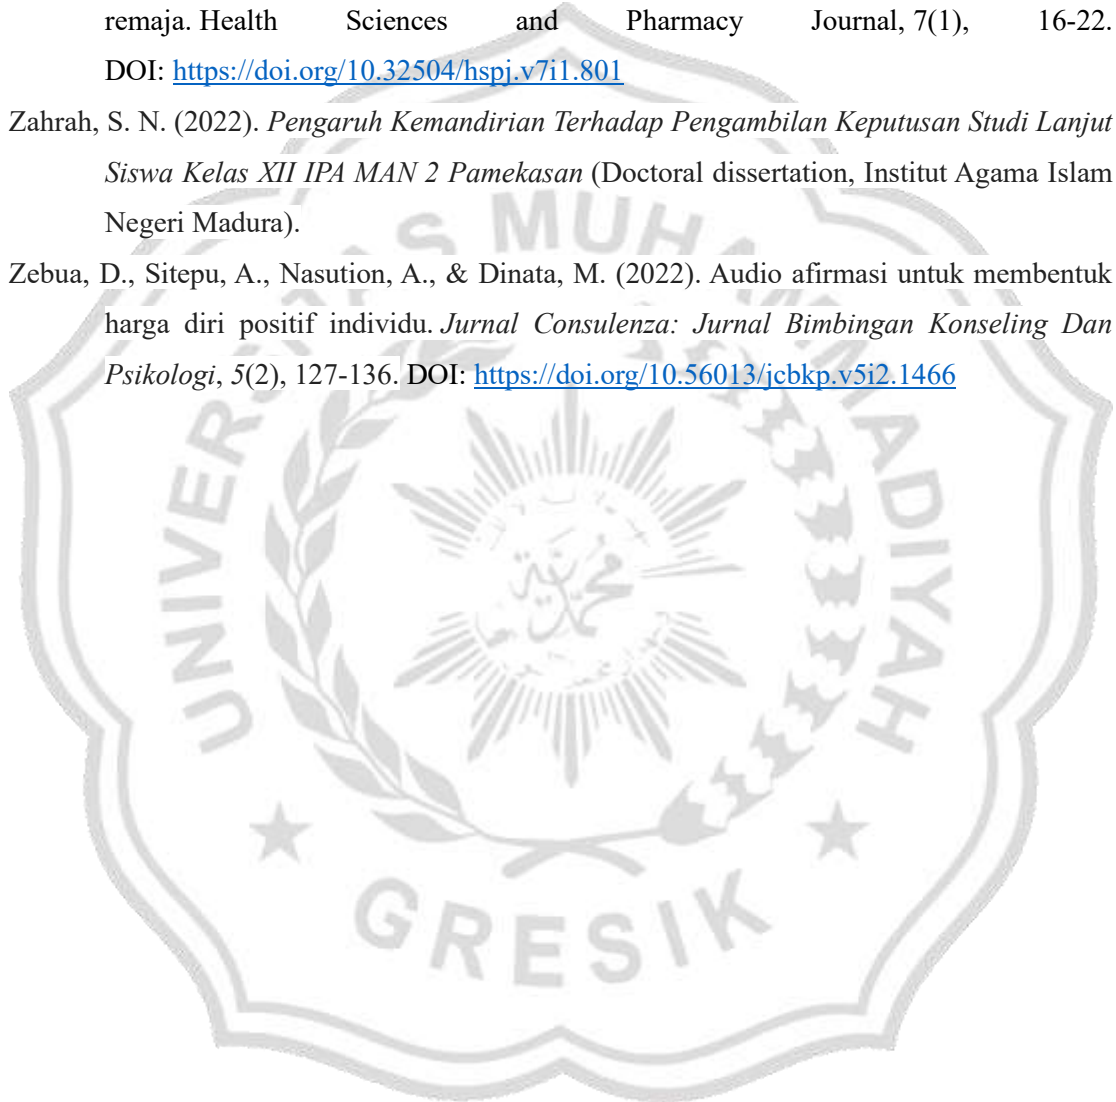 remaja. Health Sciences and Pharmacy Journal, 7(1), 16-22.
DOI: https://doi.org/10.32504/hspj.v7i1.801
Zahrah, S. N. (2022). Pengaruh Kemandirian Terhadap Pengambilan Keputusan Studi Lanjut
Siswa Kelas XII IPA MAN 2 Pamekasan (Doctoral dissertation, Institut Agama Islam
Negeri Madura).
Zebua, D., Sitepu, A., Nasution, A., & Dinata, M. (2022). Audio afirmasi untuk membentuk
harga diri positif individu. Jurnal Consulenza: Jurnal Bimbingan Konseling Dan
Psikologi, 5(2), 127-136. DOI: https://doi.org/10.56013/jcbkp.v5i2.1466
GRESIK